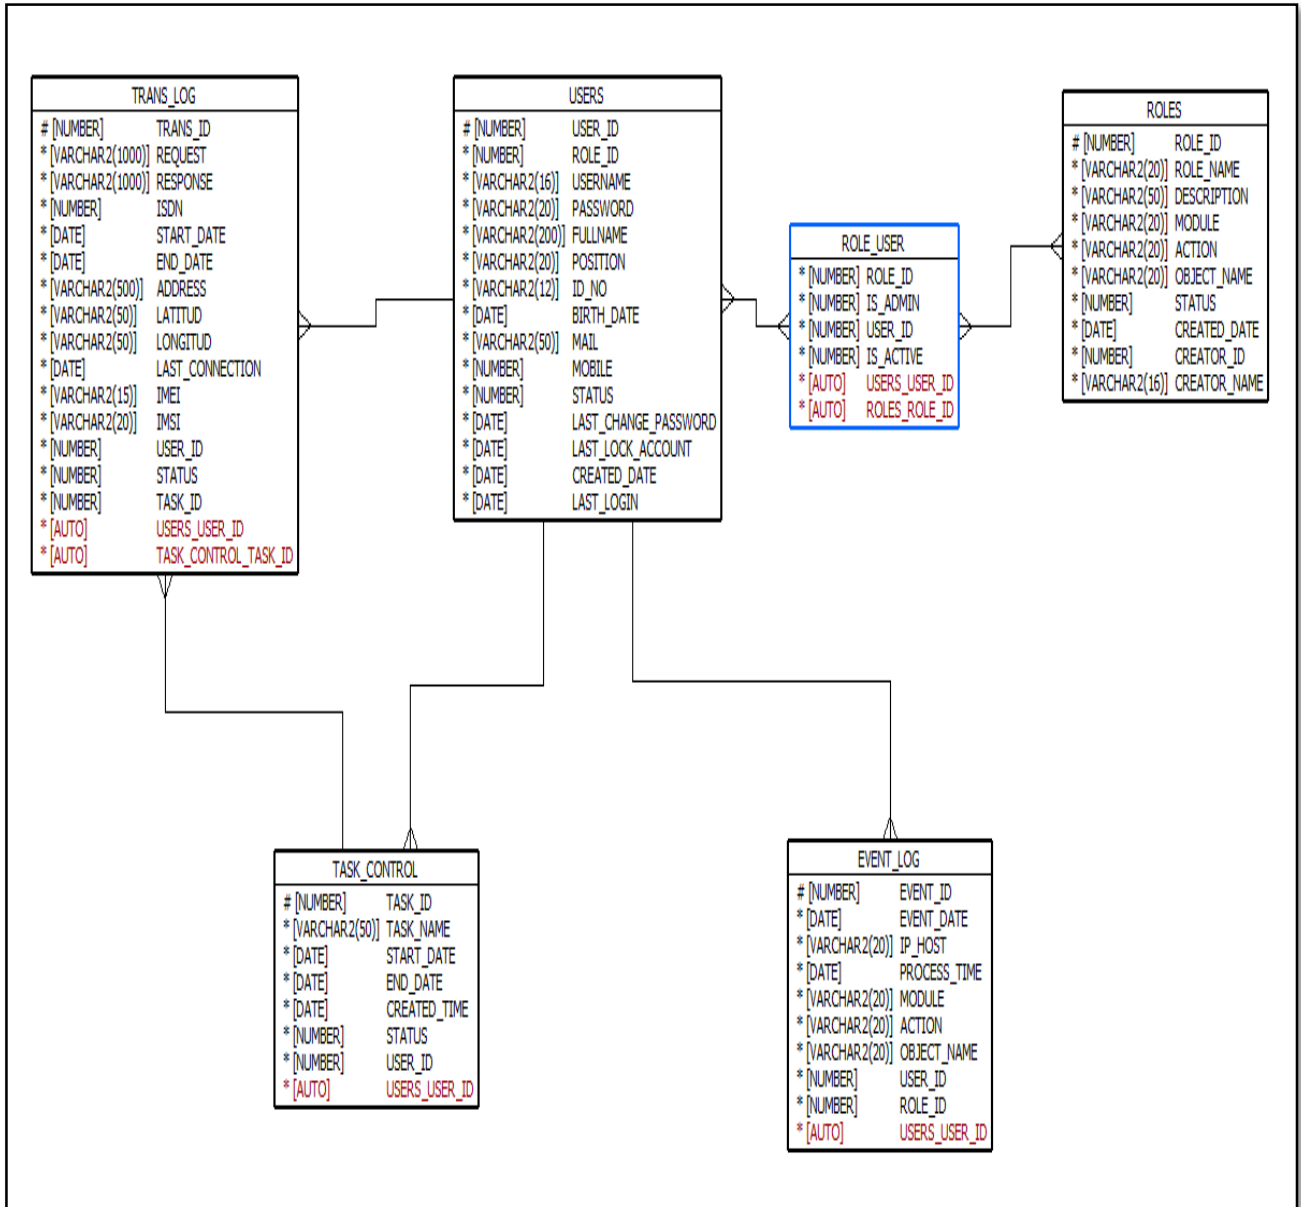 TRANS_LOG
# [NUMBER] TRANS_ID
* [VARCHAR2(1000)] REQUEST
* [VARCHAR2(1000)] RESPONSE
* [NUMBER] ISDN
* [DATE] START_DATE
* [DATE] END_DATE
* [VARCHAR2(500)] ADDRESS
* [VARCHAR2(50)] LATITUD
* [VARCHAR2(50)] LONGITUD
* [DATE] LAST_CONNECTION
* [VARCHAR2(15)] IMEI
* [VARCHAR2(20)] IMSI
* [NUMBER] USER_ID
* [NUMBER] STATUS
* [NUMBER] TASK_ID
* [AUTO] USERS_USER_ID
* [AUTO] TASK_CONTROL_TASK_ID
USERS
# [NUMBER] USER_ID
* [NUMBER] ROLE_ID
* [VARCHAR2(16)] USERNAME
* [VARCHAR2(20)] PASSWORD
* [VARCHAR2(200)] FULLNAME
* [VARCHAR2(20)] POSITION
* [VARCHAR2(12)] ID_NO
* [DATE] BIRTH_DATE
* [VARCHAR2(50)] MAIL
* [NUMBER] MOBILE
* [NUMBER] STATUS
* [DATE] LAST_CHANGE_PASSWORD
* [DATE] LAST_LOCK_ACCOUNT
* [DATE] CREATED_DATE
* [DATE] LAST_LOGIN
ROLE_USER
* [NUMBER] ROLE_ID
* [NUMBER] IS_ADMIN
* [NUMBER] USER_ID
* [NUMBER] IS_ACTIVE
* [AUTO] USERS_USER_ID
* [AUTO] ROLES_ROLE_ID
ROLES
# [NUMBER] ROLE_ID
* [VARCHAR2(20)] ROLE_NAME
* [VARCHAR2(50)] DESCRIPTION
* [VARCHAR2(20)] MODULE
* [VARCHAR2(20)] ACTION
* [VARCHAR2(20)] OBJECT_NAME
* [NUMBER] STATUS
* [DATE] CREATED_DATE
* [NUMBER] CREATOR_ID
* [VARCHAR2(16)] CREATOR_NAME
TASK_CONTROL
# [NUMBER] TASK_ID
* [VARCHAR2(50)] TASK_NAME
* [DATE] START_DATE
* [DATE] END_DATE
* [DATE] CREATED_TIME
* [NUMBER] STATUS
* [NUMBER] USER_ID
* [AUTO] USERS_USER_ID
EVENT_LOG
# [NUMBER] EVENT_ID
* [DATE] EVENT_DATE
* [VARCHAR2(20)] IP_HOST
* [DATE] PROCESS_TIME
* [VARCHAR2(20)] MODULE
* [VARCHAR2(20)] ACTION
* [VARCHAR2(20)] OBJECT_NAME
* [NUMBER] USER_ID
* [NUMBER] ROLE_ID
* [AUTO] USERS_USER_ID